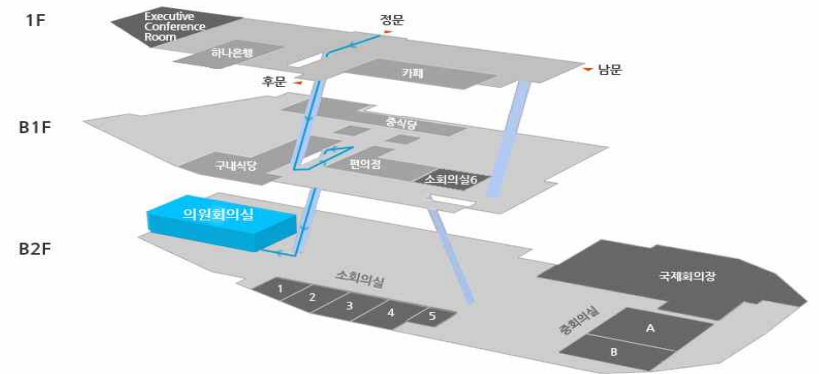 1F
Executive
Conference
Room
정문
하나은행
카페
남문
후문
B1F
중식당
구내식당
편의점
소회의실6
의원회의실
B2F
소회의실
1
2
3
4
5
국제회의장
중회의실
A
B